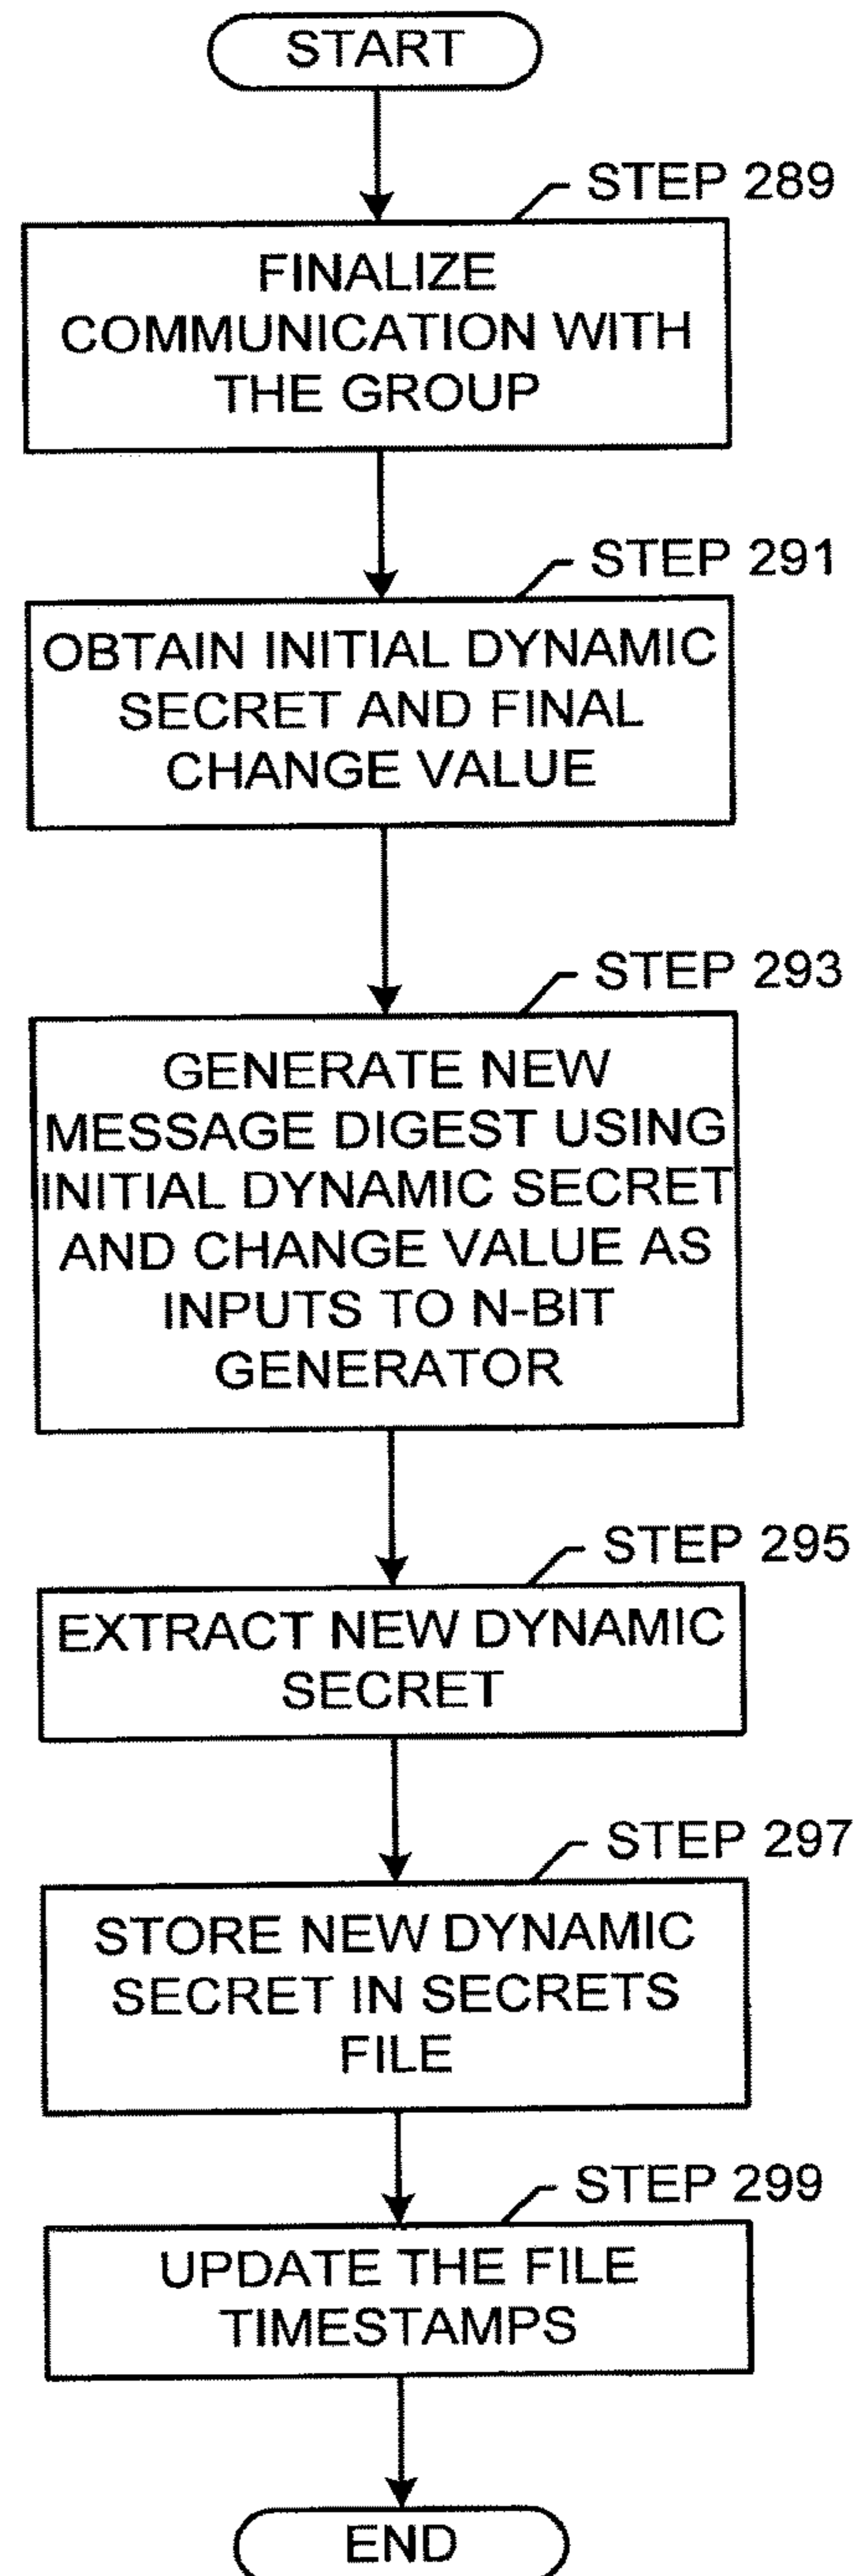 START
STEP 289
FINALIZE
COMMUNICATION WITH
THE GROUP
STEP 291
OBTAIN INITIAL DYNAMIC
SECRET AND FINAL
CHANGE VALUE
STEP 293
GENERATE NEW
MESSAGE DIGEST USING
INITIAL DYNAMIC SECRET
AND CHANGE VALUE AS
INPUTS TO N-BIT
GENERATOR
STEP 295
EXTRACT NEW DYNAMIC
SECRET
STEP 297
STORE NEW DYNAMIC
SECRET IN SECRETS
FILE
STEP 299
UPDATE THE FILE
TIMESTAMPS
END